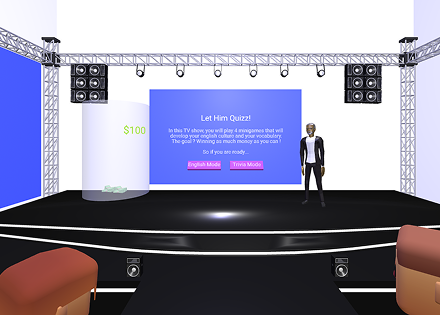 $100
Let Him Quizz!
In this TV show, you will play 4 minigames that will
develop your english culture and your vocabulary.
The goal ? Winning as much money as you can !
So if you are ready...
English Mode
Trivia Mode